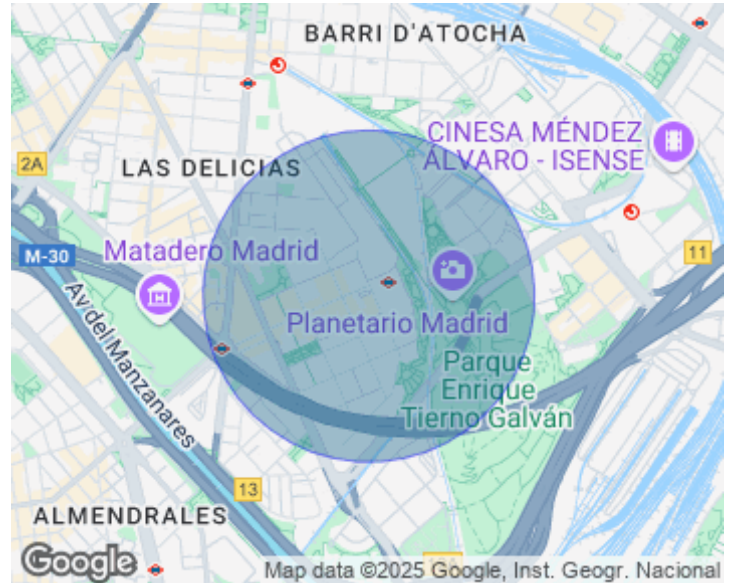 BARRI D'ATOCHA
CINESA MÉNDEZ
ÁLVARO - ISENSE
2A
LAS DELICIAS
M-30
Matadero Madrid
11
Planetario Madrid
Av. del Manzanares
Parque
Enrique
Tierno Galván
13
ALMENDRALES
Google
Map data ©2025 Google, Inst. Geogr. Nacional